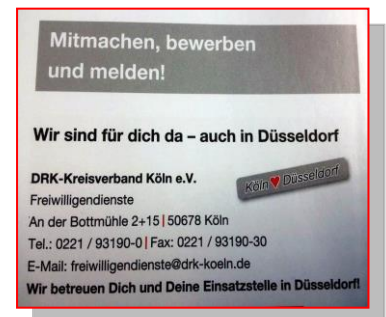 Mitmachen, bewerben
und melden!
Wir sind für dich da – auch in Düsseldorf
DRK-Kreisverband Köln e.V.
Köln ♥ Düsseldorf
Freiwilligendienste
An der Bottmühle 2+15 | 50678 Köln
Tel.: 0221 / 93190-0 | Fax: 0221 / 93190-30
E-Mail: freiwilligendienste@drk-koeln.de
Wir betreuen Dich und Deine Einsatzstelle in Düsseldorf!